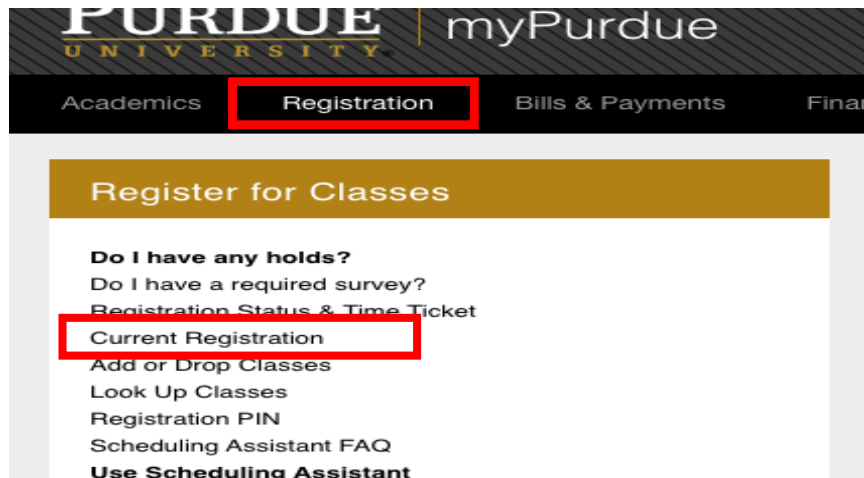 PURDUE myPurdue
UNIVERSITY
Academics Registration Bills & Payments
Register for Classes
Do I have any holds?
Do I have a required survey?
Registration Status & Time Ticket
Current Registration
Add or Drop Classes
Look Up Classes
Registration PIN
Scheduling Assistant FAQ
Use Scheduling Assistant